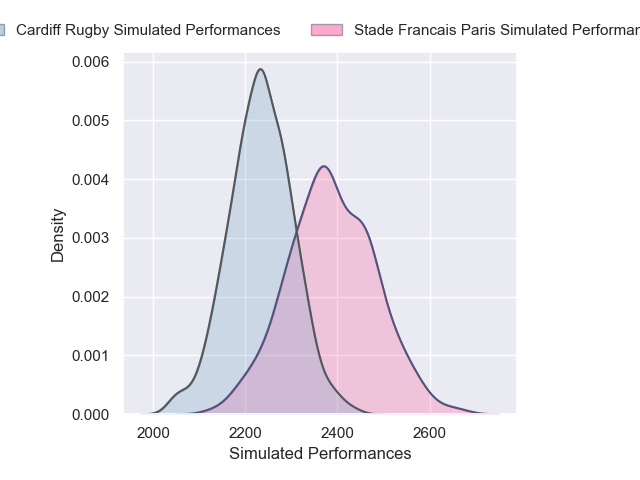 Cardiff Rugby Simulated Performances
Stade Francais Paris Simulated Performar
0.006
0.005
0.004
0.003
0.002
0.001
0.000
Density
2000 2200 2400 2600
Simulated Performances